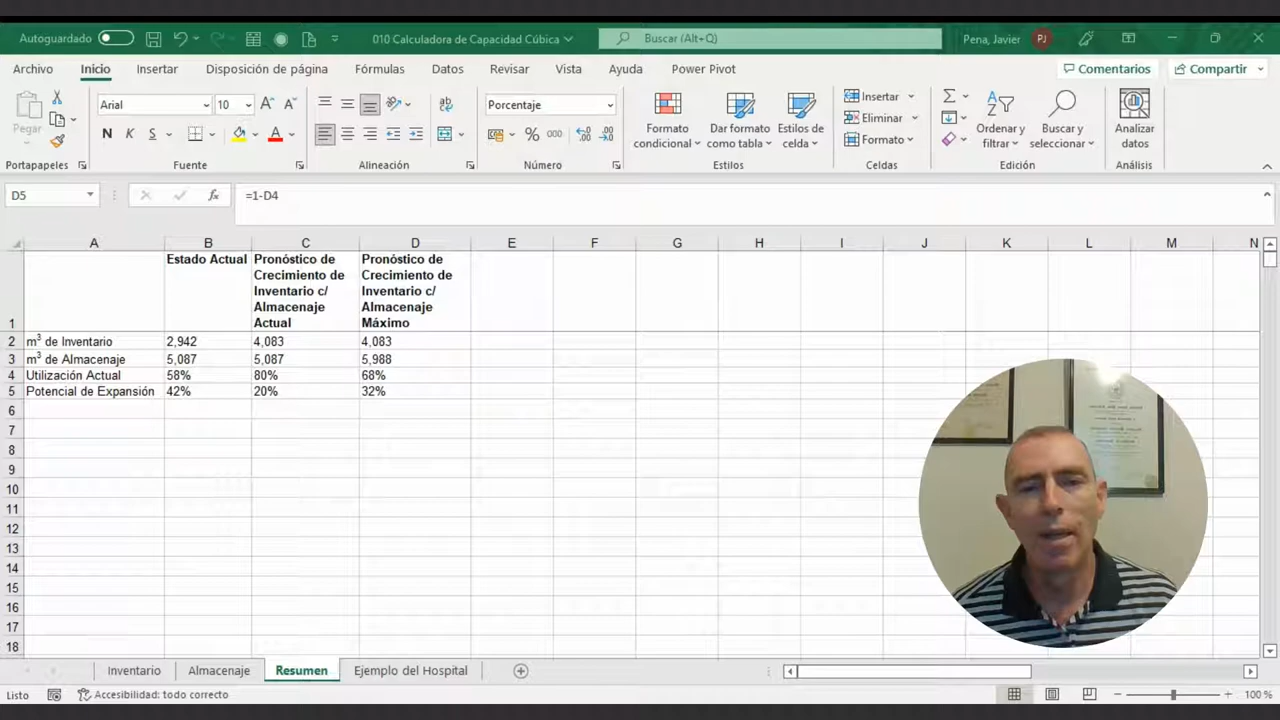 Autoguardado 010 Calculadora de Capacidad Cúbica Buscar (Alt+Q) Pena, Javier PJ
Archivo Inicio Insertar Disposición de página Fórmulas Datos Revisar Vista Ayuda Power Pivot Comentarios Compartir
Pegar
Arial 10
N K S
Porcentaje
% 000
Formato condicional
Dar formato como tabla
Estilos de celda
Insertar
Eliminar
Formato
Ordenar y filtrar
Buscar y seleccionar
Analizar datos
Portapapeles Fuente Alineación Número Estilos Celdas Edición Análisis
D5 fx =1-D4
A B C D E F G H I J K L M N
1 Estado Actual Pronóstico de Crecimiento de Inventario c/ Almacenaje Actual Pronóstico de Crecimiento de Inventario c/ Almacenaje Máximo
2 m³ de Inventario 2,942 4,083 4,083
3 m³ de Almacenaje 5,087 5,087 5,988
4 Utilización Actual 58% 80% 68%
5 Potencial de Expansión 42% 20% 32%
6
7
8
9
10
11
12
13
14
15
16
17
18
Inventario Almacenaje Resumen Ejemplo del Hospital
Listo Accesibilidad: todo correcto 100 %